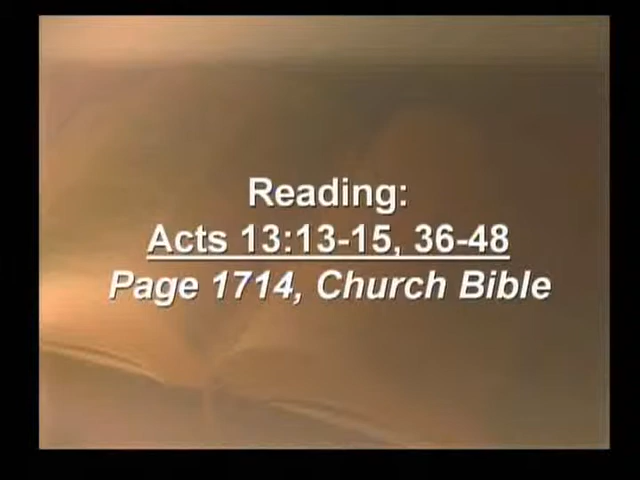 Reading:
Acts 13:13-15, 36-48
Page 1714, Church Bible